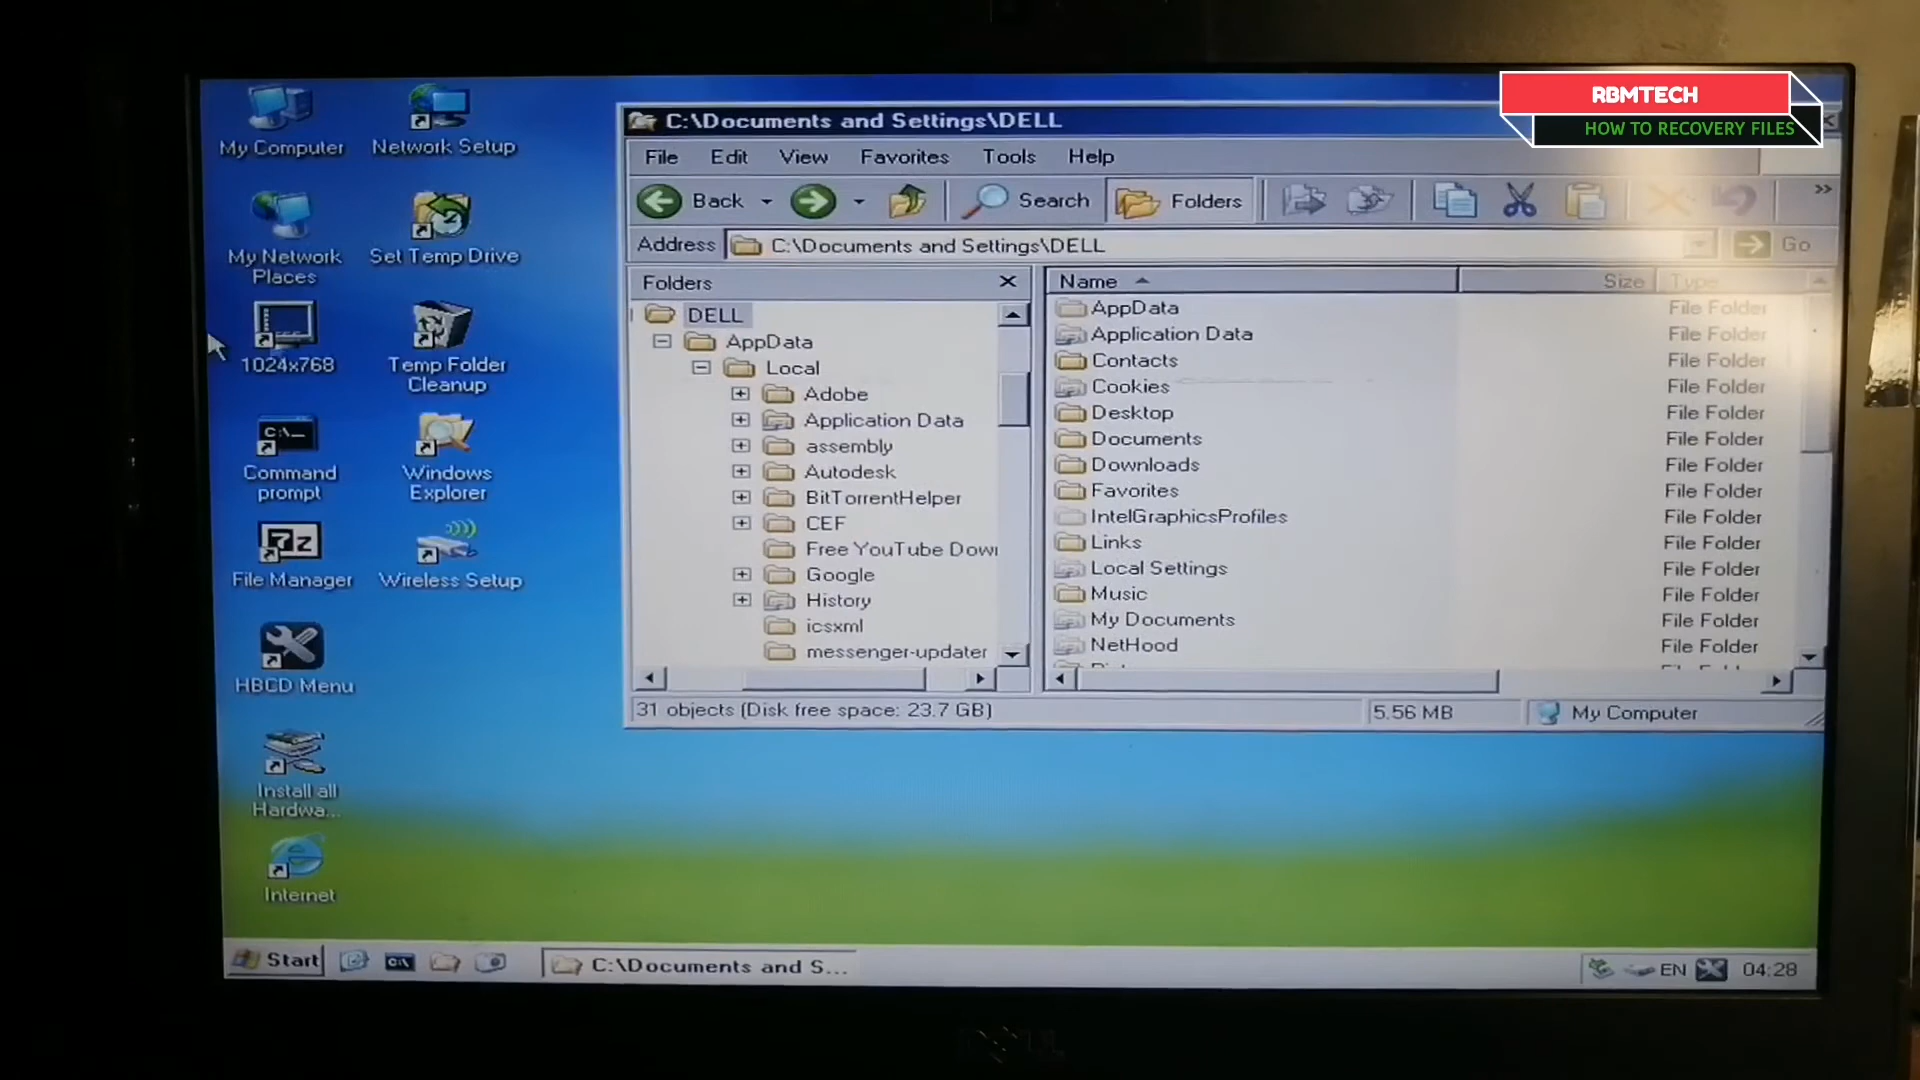 RBMTECH
HOW TO RECOVERY FILES
My Computer
Network Setup
My Network
Places
Set Temp Drive
1024x768
Temp Folder
Cleanup
Command
prompt
Windows
Explorer
File Manager
Wireless Setup
HBCD Menu
Install all
Hardwa...
Internet
C:\Documents and Settings\DELL
File Edit View Favorites Tools Help
Back Search Folders
Address C:\Documents and Settings\DELL Go
Folders
DELL
AppData
Local
Adobe
Application Data
assembly
Autodesk
BitTorrentHelper
CEF
Free YouTube Down
Google
History
icsxml
messenger-updater
Name Size Type
AppData File Folder
Application Data File Folder
Contacts File Folder
Cookies File Folder
Desktop File Folder
Documents File Folder
Downloads File Folder
Favorites File Folder
IntelGraphicsProfiles File Folder
Links File Folder
Local Settings File Folder
Music File Folder
My Documents File Folder
NetHood File Folder
31 objects (Disk free space: 23.7 GB) 5.56 MB My Computer
Start C:\Documents and S... EN 04:28